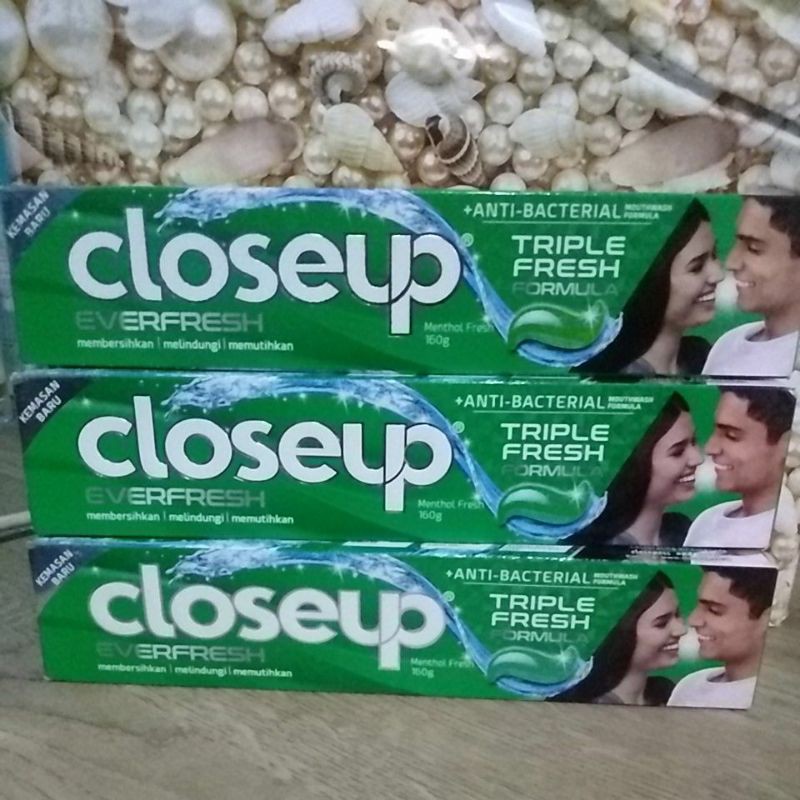 KEMASAN
BARU
closeup®
EVERFRESH
membersihkan | melindungi | memutihkan
Menthol Fresh
160g
+ANTI-BACTERIAL MOUTHWASH
FORMULA
TRIPLE
FRESH
FORMULA
KEMASAN
BARU
closeup®
EVERFRESH
membersihkan | melindungi | memutihkan
Menthol Fresh
160g
+ANTI-BACTERIAL MOUTHWASH
FORMULA
TRIPLE
FRESH
FORMULA
KEMASAN
BARU
closeup®
EVERFRESH
membersihkan | melindungi | memutihkan
Menthol Fresh
160g
+ANTI-BACTERIAL MOUTHWASH
FORMULA
TRIPLE
FRESH
FORMULA